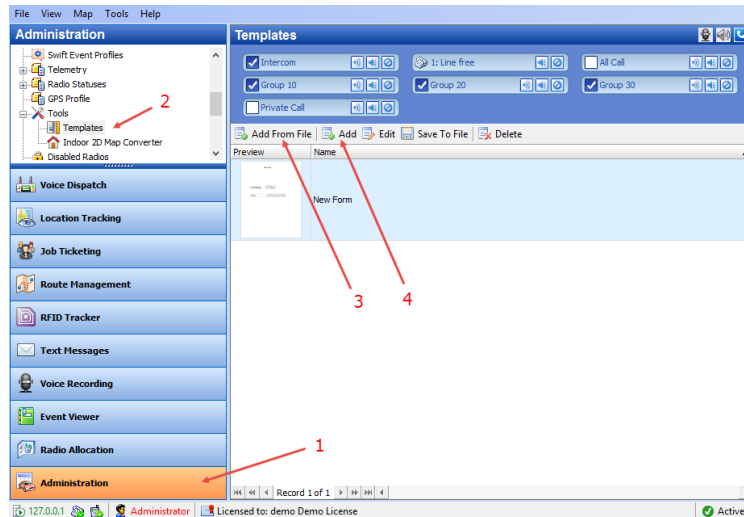 File View Map Tools Help
Administration
Swift Event Profiles
Telemetry
Radio Statuses
GPS Profile
Tools
Templates
Indoor 2D Map Converter
Disabled Radios
2
Voice Dispatch
Location Tracking
Job Ticketing
Route Management
RFID Tracker
Text Messages
Voice Recording
Event Viewer
Radio Allocation
Administration
1
Templates
Intercom
1: Line free
All Call
Group 10
Group 20
Group 30
Private Call
Add From File Add Edit Save To File Delete
Preview Name
New Form
3 4
Record 1 of 1
127.0.0.1 Administrator Licensed to: demo Demo License Active